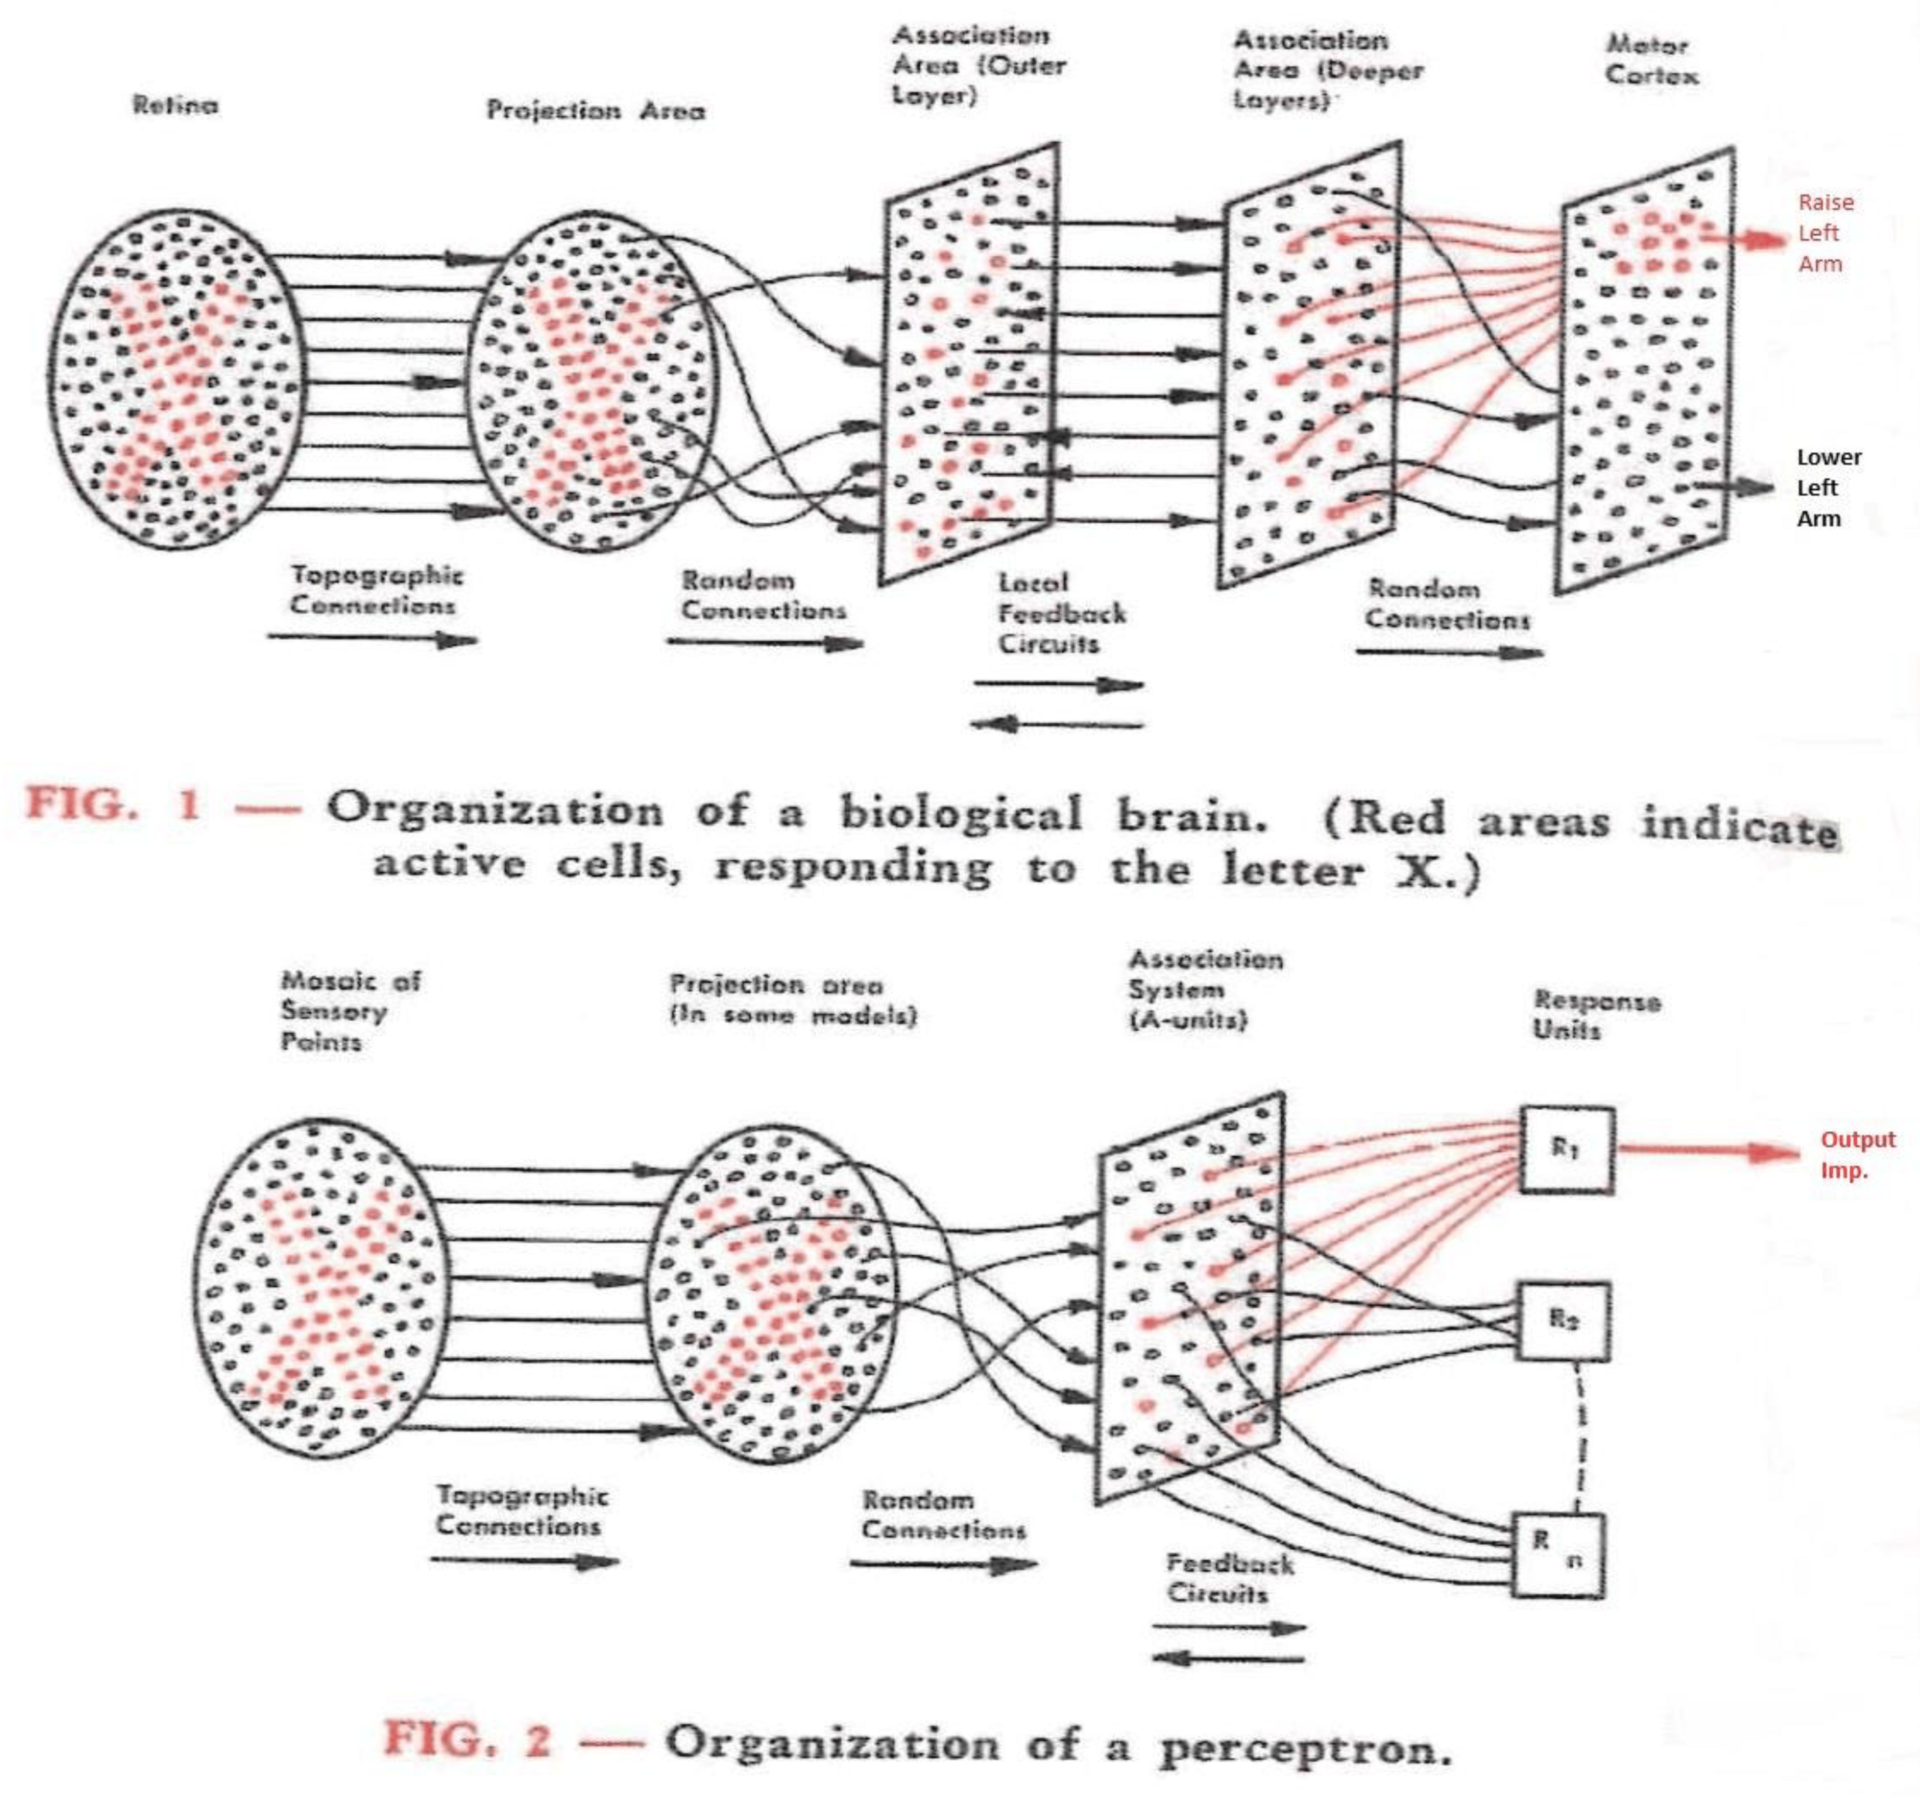 Retina
Projection Area
Association
Area (Outer
Layer)
Association
Area (Deeper
Layers)
Motor
Cortex
Raise
Left
Arm
Lower
Left
Arm
Topographic
Connections
Random
Connections
Local
Feedback
Circuits
Random
Connections
FIG. 1 — Organization of a biological brain. (Red areas indicate
active cells, responding to the letter X.)
Mosaic of
Sensory
Points
Projection area
(In some models)
Association
System
(A-units)
Response
Units
R1
Output
Imp.
R2
R n
Topographic
Connections
Random
Connections
Feedback
Circuits
FIG. 2 — Organization of a perceptron.